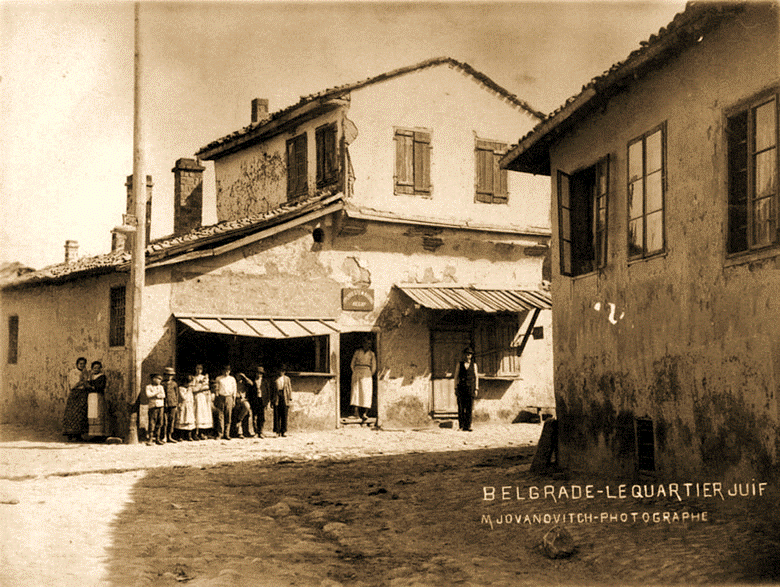 BELGRADE-LE QUARTIER JUIF
M JOVANOVITCH-PHOTOGRAPHE